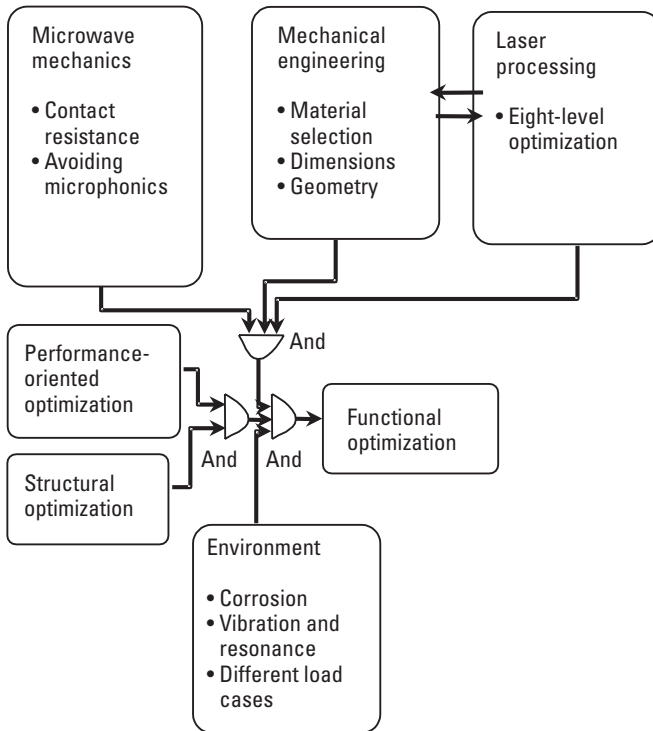 Microwave
mechanics
• Contact
resistance
• Avoiding
microphonics
Mechanical
engineering
• Material
selection
• Dimensions
• Geometry
Laser
processing
• Eight-level
optimization
And
Performance-
oriented
optimization
Functional
optimization
And
And
Structural
optimization
Environment
• Corrosion
• Vibration and
resonance
• Different load
cases